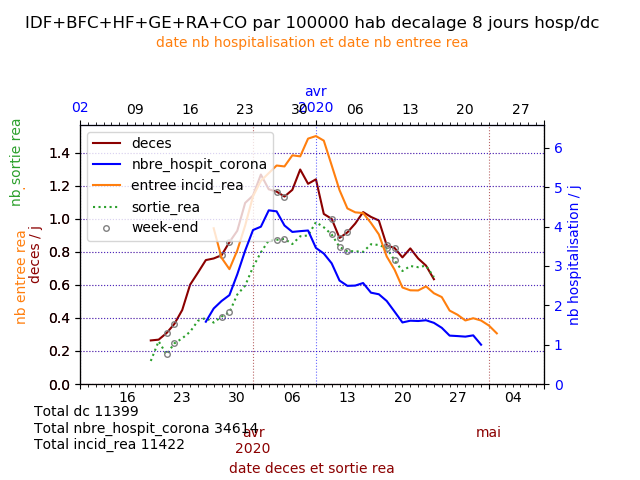 IDF+BFC+HF+GE+RA+CO par 100000 hab decalage 8 jours hosp/dc
date nb hospitalisation et date nb entree rea
avr
2020
02 09 16 23 30 06 13 20 27
nb sortie rea
nb entree rea
deces / j
nb hospitalisation / j
deces
nbre_hospit_corona
entree incid_rea
sortie_rea
week-end
1.4
1.2
1.0
0.8
0.6
0.4
0.2
0.0
6
5
4
3
2
1
0
16 23 30 06 13 20 27 04
avr
2020
mai
Total dc 11399
Total nbre_hospit_corona 34614
Total incid_rea 11422
date deces et sortie rea